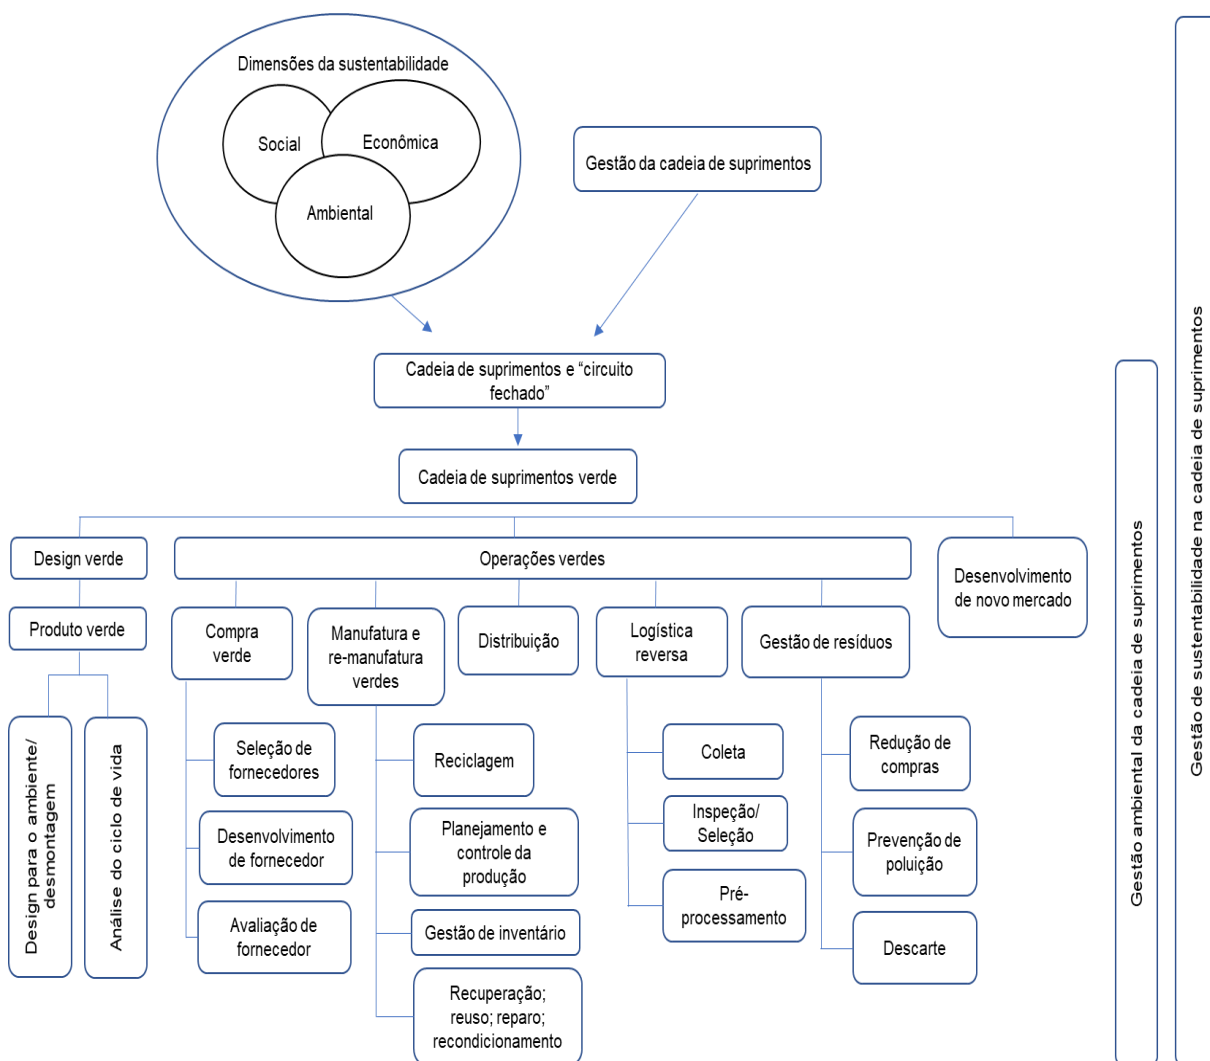 Dimensões da sustentabilidade
Social
Econômica
Ambiental
Gestão da cadeia de suprimentos
Cadeia de suprimentos e “circuito
fechado”
Cadeia de suprimentos verde
Design verde
Operações verdes
Desenvolvimento
de novo mercado
Produto verde
Compra
verde
Manufatura e
re-manufatura
verdes
Distribuição
Logística
reversa
Gestão de resíduos
Design para o ambiente/
desmontagem
Análise do ciclo de vida
Seleção de
fornecedores
Desenvolvimento
de fornecedor
Avaliação de
fornecedor
Reciclagem
Planejamento e
controle da
produção
Gestão de inventário
Recuperação;
reuso; reparo;
recondicionamento
Coleta
Inspeção/
Seleção
Pré-
processamento
Redução de
compras
Prevenção de
poluição
Descarte
Gestão ambiental da cadeia de suprimentos
Gestão de sustentabilidade na cadeia de suprimentos